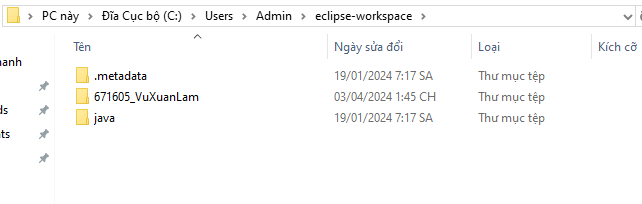 PC này > Đĩa Cục bộ (C:) > Users > Admin > eclipse-workspace >
Tên Ngày sửa đổi Loại Kích cỡ
anh
.metadata 19/01/2024 7:17 SA Thư mục tệp
671605_VuXuanLam 03/04/2024 1:45 CH Thư mục tệp
ds
java 19/01/2024 7:17 SA Thư mục tệp
ts